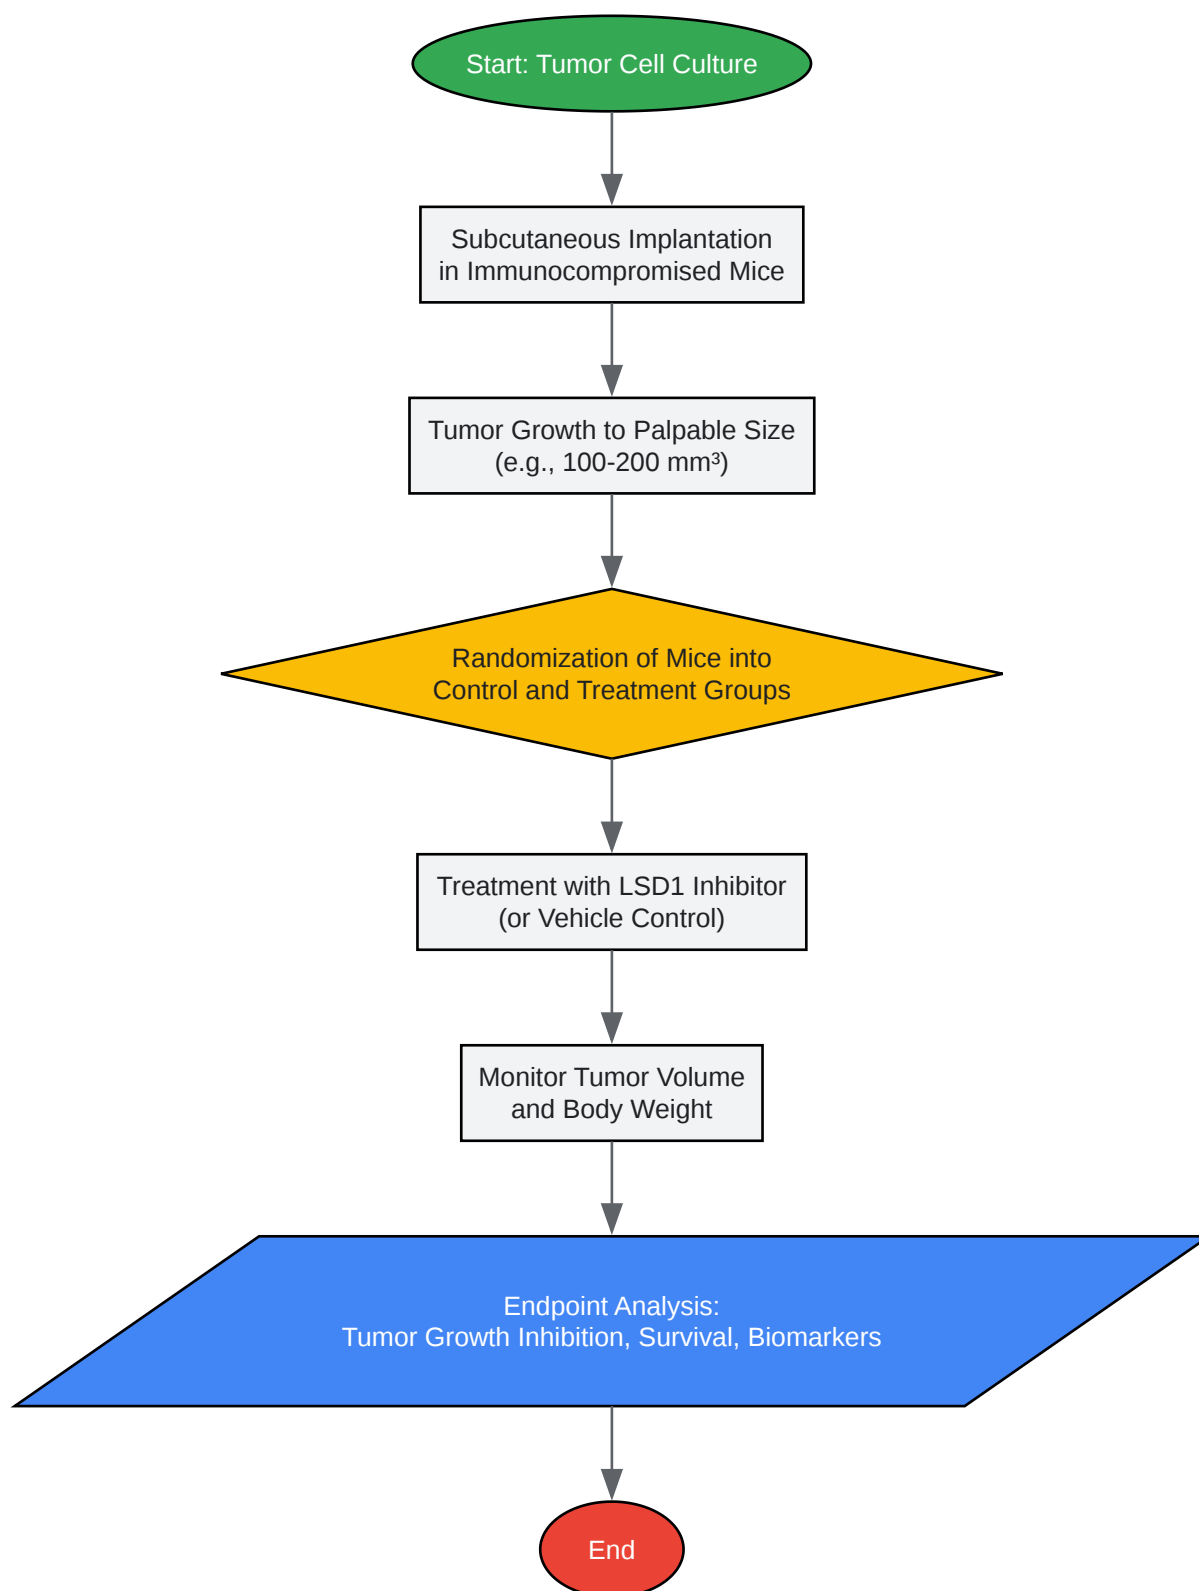 Start: Tumor Cell Culture
Subcutaneous Implantation
in Immunocompromised Mice
Tumor Growth to Palpable Size
(e.g., 100-200 mm³)
Randomization of Mice into
Control and Treatment Groups
Treatment with LSD1 Inhibitor
(or Vehicle Control)
Monitor Tumor Volume
and Body Weight
Endpoint Analysis:
Tumor Growth Inhibition, Survival, Biomarkers
End